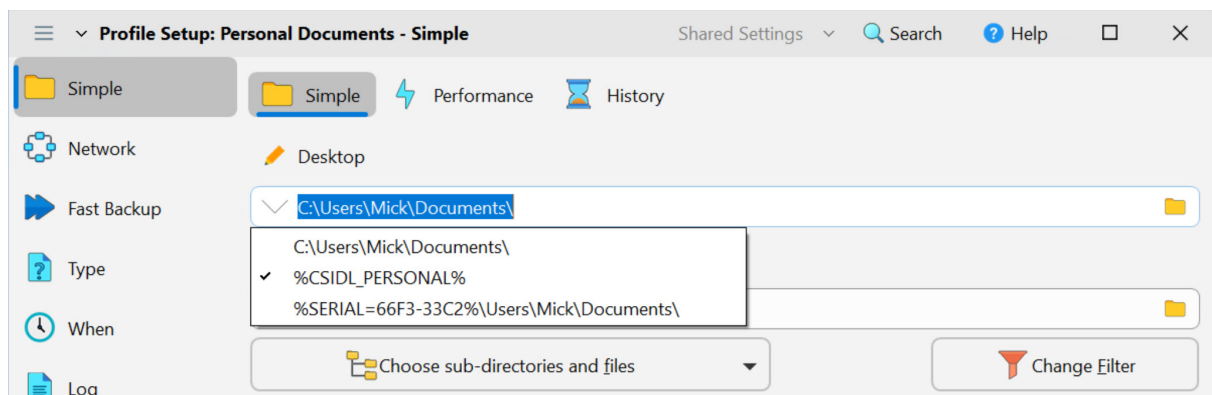 Profile Setup: Personal Documents - Simple Shared Settings Search ? Help
Simple
Network
Fast Backup
? Type
When
Log
Simple Performance History
Desktop
C:\Users\Mick\Documents\
C:\Users\Mick\Documents\
%CSIDL_PERSONAL%
%SERIAL=66F3-33C2%\Users\Mick\Documents\
Choose sub-directories and files Change Filter